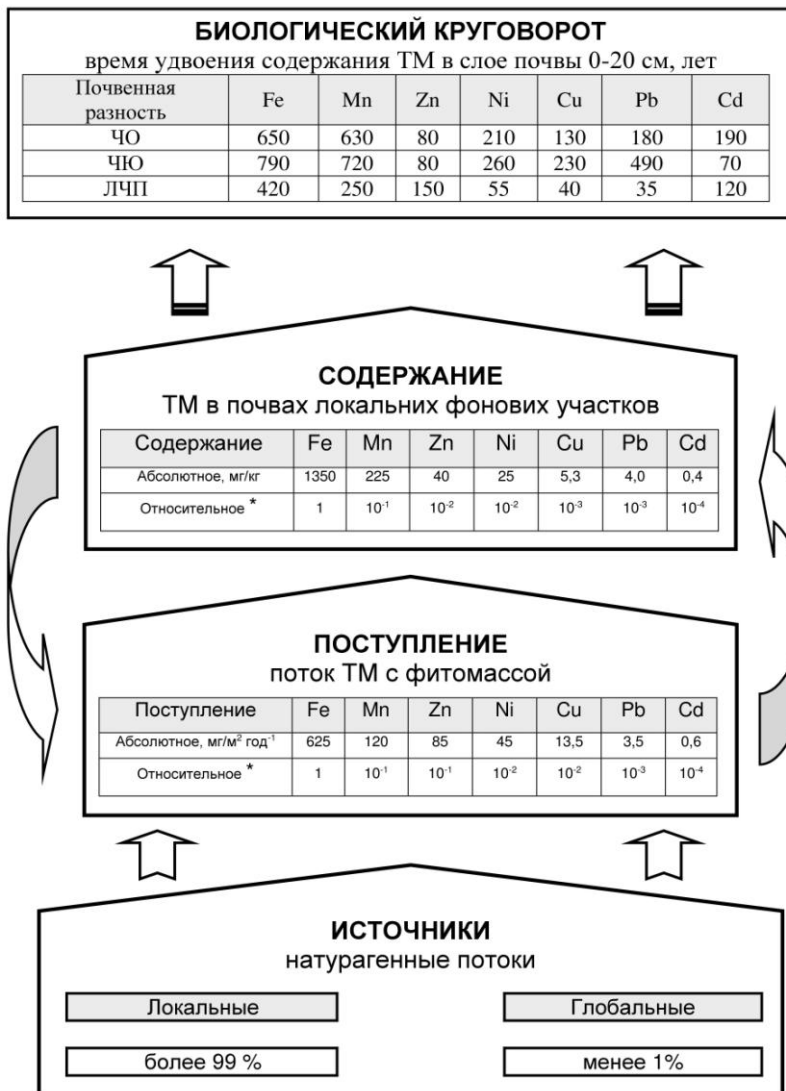 БИОЛОГИЧЕСКИЙ КРУГОВОРОТ
время удвоения содержания ТМ в слое почвы 0-20 см, лет
Почвенная разность Fe Mn Zn Ni Cu Pb Cd
ЧО 650 630 80 210 130 180 190
ЧЮ 790 720 80 260 230 490 70
ЛЧП 420 250 150 55 40 35 120
СОДЕРЖАНИЕ
ТМ в почвах локальних фонових участков
Содержание Fe Mn Zn Ni Cu Pb Cd
Абсолютное, мг/кг 1350 225 40 25 5,3 4,0 0,4
Относительное * 1 10⁻¹ 10⁻² 10⁻² 10⁻³ 10⁻³ 10⁻⁴
ПОСТУПЛЕНИЕ
поток ТМ с фитомассой
Поступление Fe Mn Zn Ni Cu Pb Cd
Абсолютное, мг/м² год⁻¹ 625 120 85 45 13,5 3,5 0,6
Относительное * 1 10⁻¹ 10⁻¹ 10⁻² 10⁻² 10⁻³ 10⁻⁴
ИСТОЧНИКИ
натурагенные потоки
Локальные Глобальные
более 99 % менее 1%